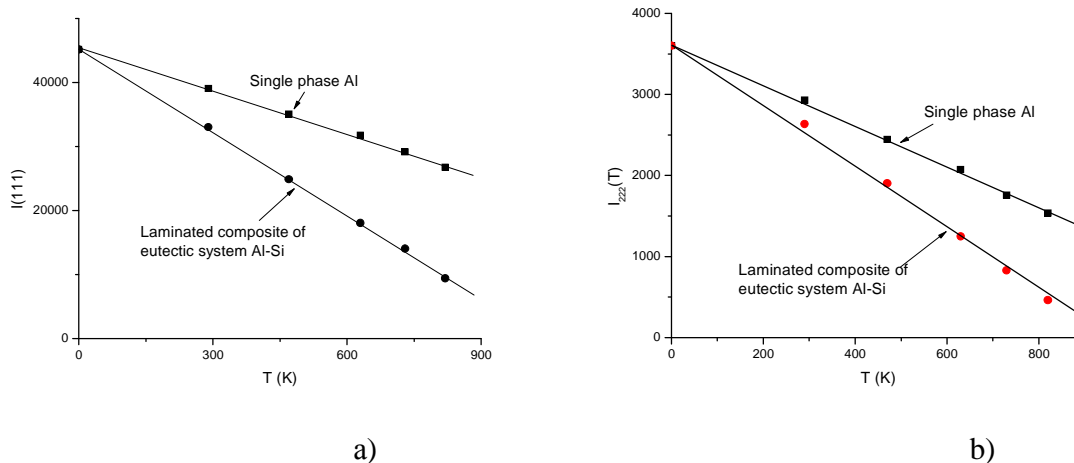 I(111)
40000
20000
0
Single phase Al
Laminated composite of
eutectic system Al-Si
0 300 600 900
T (K)
a)
I₂₂₂(T)
4000
3000
2000
1000
0
Single phase Al
Laminated composite of
eutectic system Al-Si
0 200 400 600 800
T (K)
b)